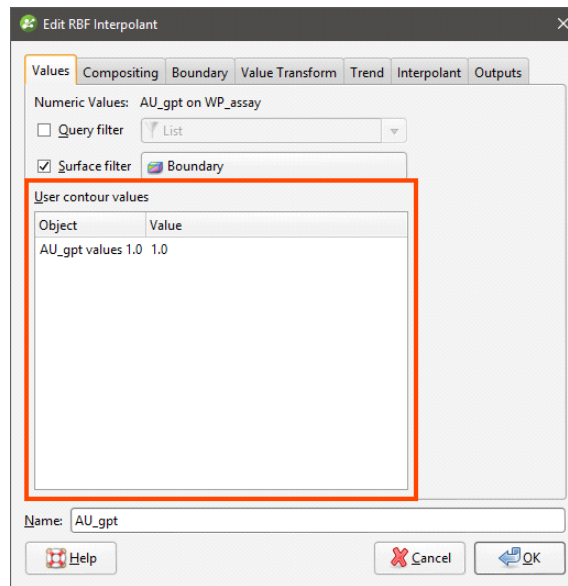 Edit RBF Interpolant
Values Compositing Boundary Value Transform Trend Interpolant Outputs
Numeric Values: AU_gpt on WP_assay
Query filter List
Surface filter Boundary
User contour values
Object Value
AU_gpt values 1.0 1.0
Name: AU_gpt
Help Cancel OK